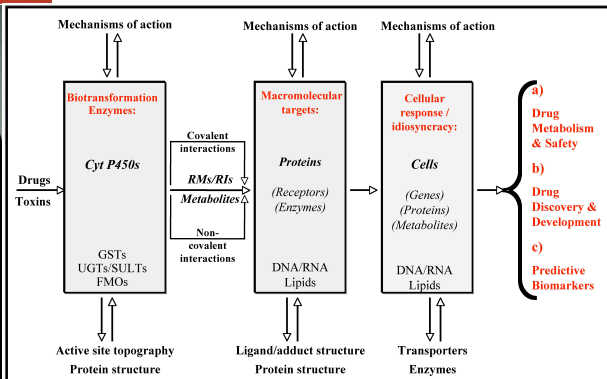 Mechanisms of action
Mechanisms of action
Mechanisms of action
Drugs
Toxins
Biotransformation
Enzymes:
Cyt P450s
GSTs
UGTs/SULTs
FMOs
Covalent
interactions
RMs/RIs
Metabolites
Non-
covalent
interactions
Macromolecular
targets:
Proteins
(Receptors)
(Enzymes)
DNA/RNA
Lipids
Cellular
response /
idiosyncracy:
Cells
(Genes)
(Proteins)
(Metabolites)
DNA/RNA
Lipids
a)
Drug
Metabolism
& Safety
b)
Drug
Discovery &
Development
c)
Predictive
Biomarkers
Active site topography
Protein structure
Ligand/adduct structure
Protein structure
Transporters
Enzymes